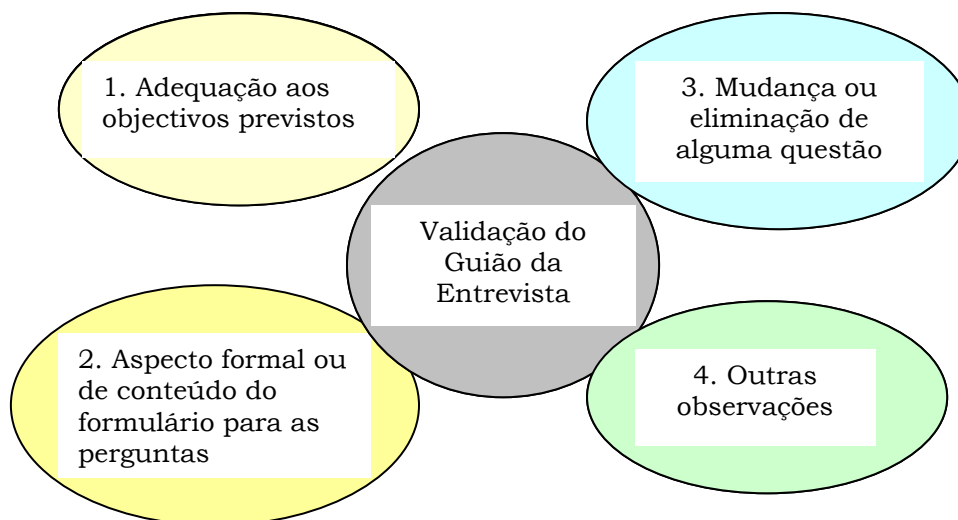 1. Adequação aos
objectivos previstos
3. Mudança ou
eliminação de
alguma questão
Validação do
Guião da
Entrevista
2. Aspecto formal ou
de conteúdo do
formulário para as
perguntas
4. Outras
observações